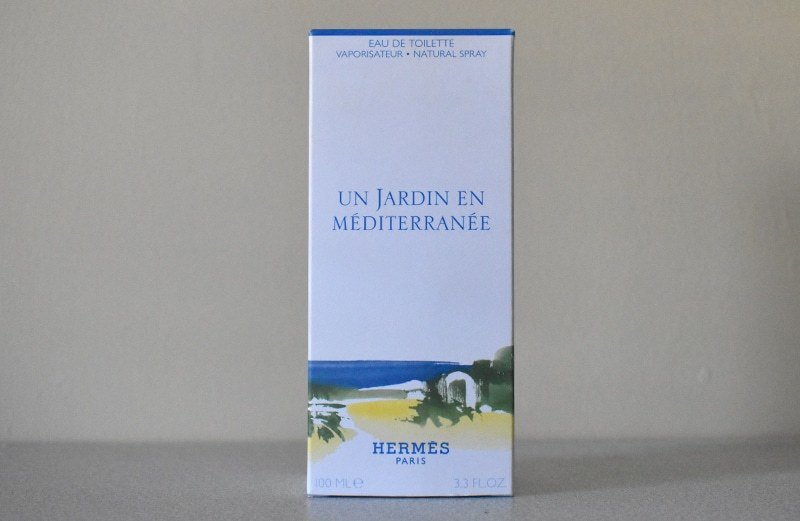 EAU DE TOILETTE
VAPORISATEUR • NATURAL SPRAY
UN JARDIN EN
MÉDITERRANÉE
HERMÈS
PARIS
100 ML ℮ 3.3 FL.OZ.